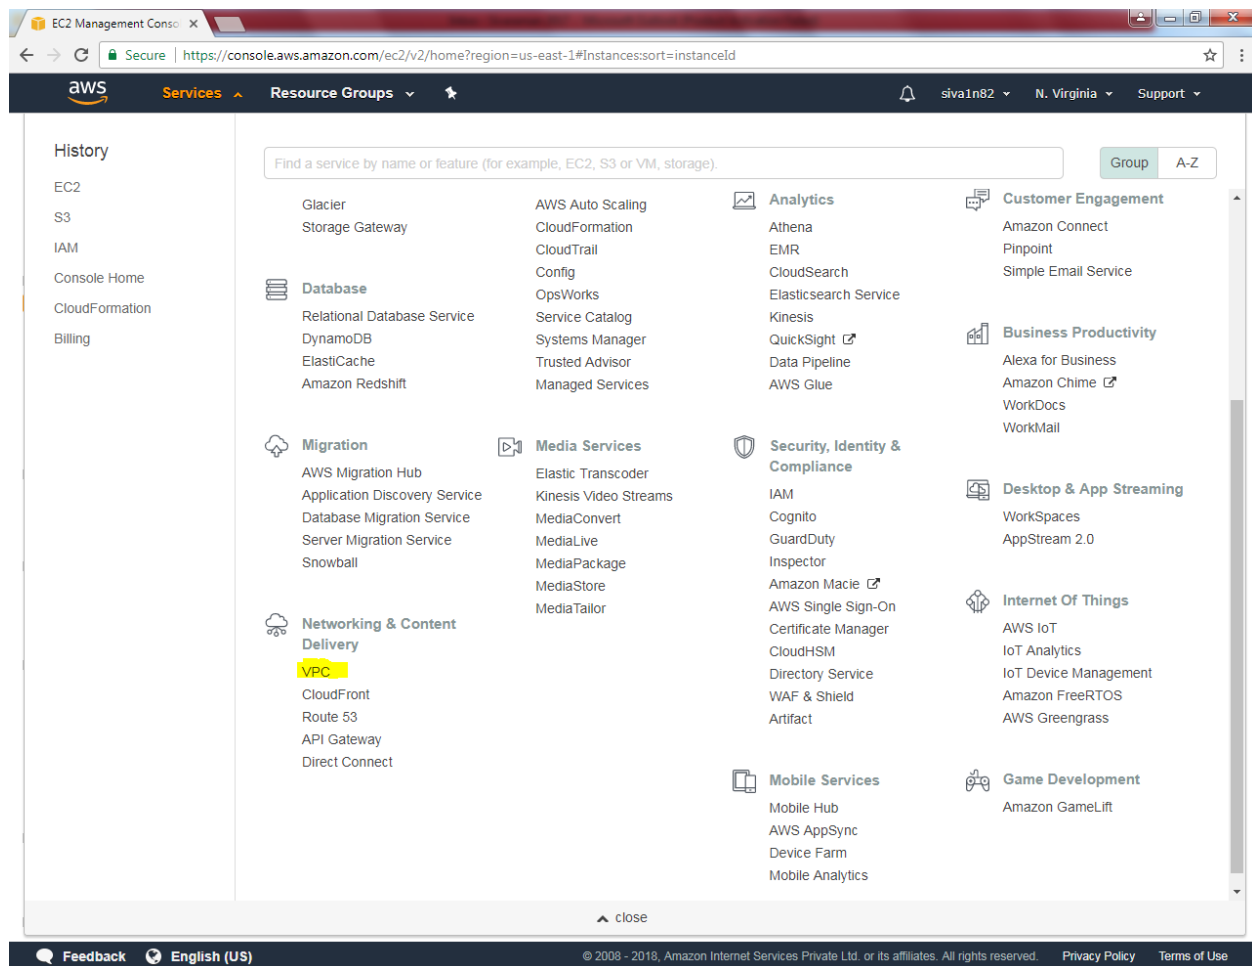 EC2 Management Conso
Secure
https://console.aws.amazon.com/ec2/v2/home?region=us-east-1#Instances:sort=instanceId
aws
Services
Resource Groups
siva1n82
N. Virginia
Support
History
EC2
S3
IAM
Console Home
CloudFormation
Billing
Find a service by name or feature (for example, EC2, S3 or VM, storage).
Group
A-Z
Glacier
Storage Gateway
Database
Relational Database Service
DynamoDB
ElastiCache
Amazon Redshift
Migration
AWS Migration Hub
Application Discovery Service
Database Migration Service
Server Migration Service
Snowball
Networking & Content
Delivery
VPC
CloudFront
Route 53
API Gateway
Direct Connect
AWS Auto Scaling
CloudFormation
CloudTrail
Config
OpsWorks
Service Catalog
Systems Manager
Trusted Advisor
Managed Services
Media Services
Elastic Transcoder
Kinesis Video Streams
MediaConvert
MediaLive
MediaPackage
MediaStore
MediaTailor
Analytics
Athena
EMR
CloudSearch
Elasticsearch Service
Kinesis
QuickSight
Data Pipeline
AWS Glue
Security, Identity &
Compliance
IAM
Cognito
GuardDuty
Inspector
Amazon Macie
AWS Single Sign-On
Certificate Manager
CloudHSM
Directory Service
WAF & Shield
Artifact
Mobile Services
Mobile Hub
AWS AppSync
Device Farm
Mobile Analytics
Customer Engagement
Amazon Connect
Pinpoint
Simple Email Service
Business Productivity
Alexa for Business
Amazon Chime
WorkDocs
WorkMail
Desktop & App Streaming
WorkSpaces
AppStream 2.0
Internet Of Things
AWS IoT
IoT Analytics
IoT Device Management
Amazon FreeRTOS
AWS Greengrass
Game Development
Amazon GameLift
close
Feedback
English (US)
© 2008 - 2018, Amazon Internet Services Private Ltd. or its affiliates. All rights reserved.
Privacy Policy
Terms of Use